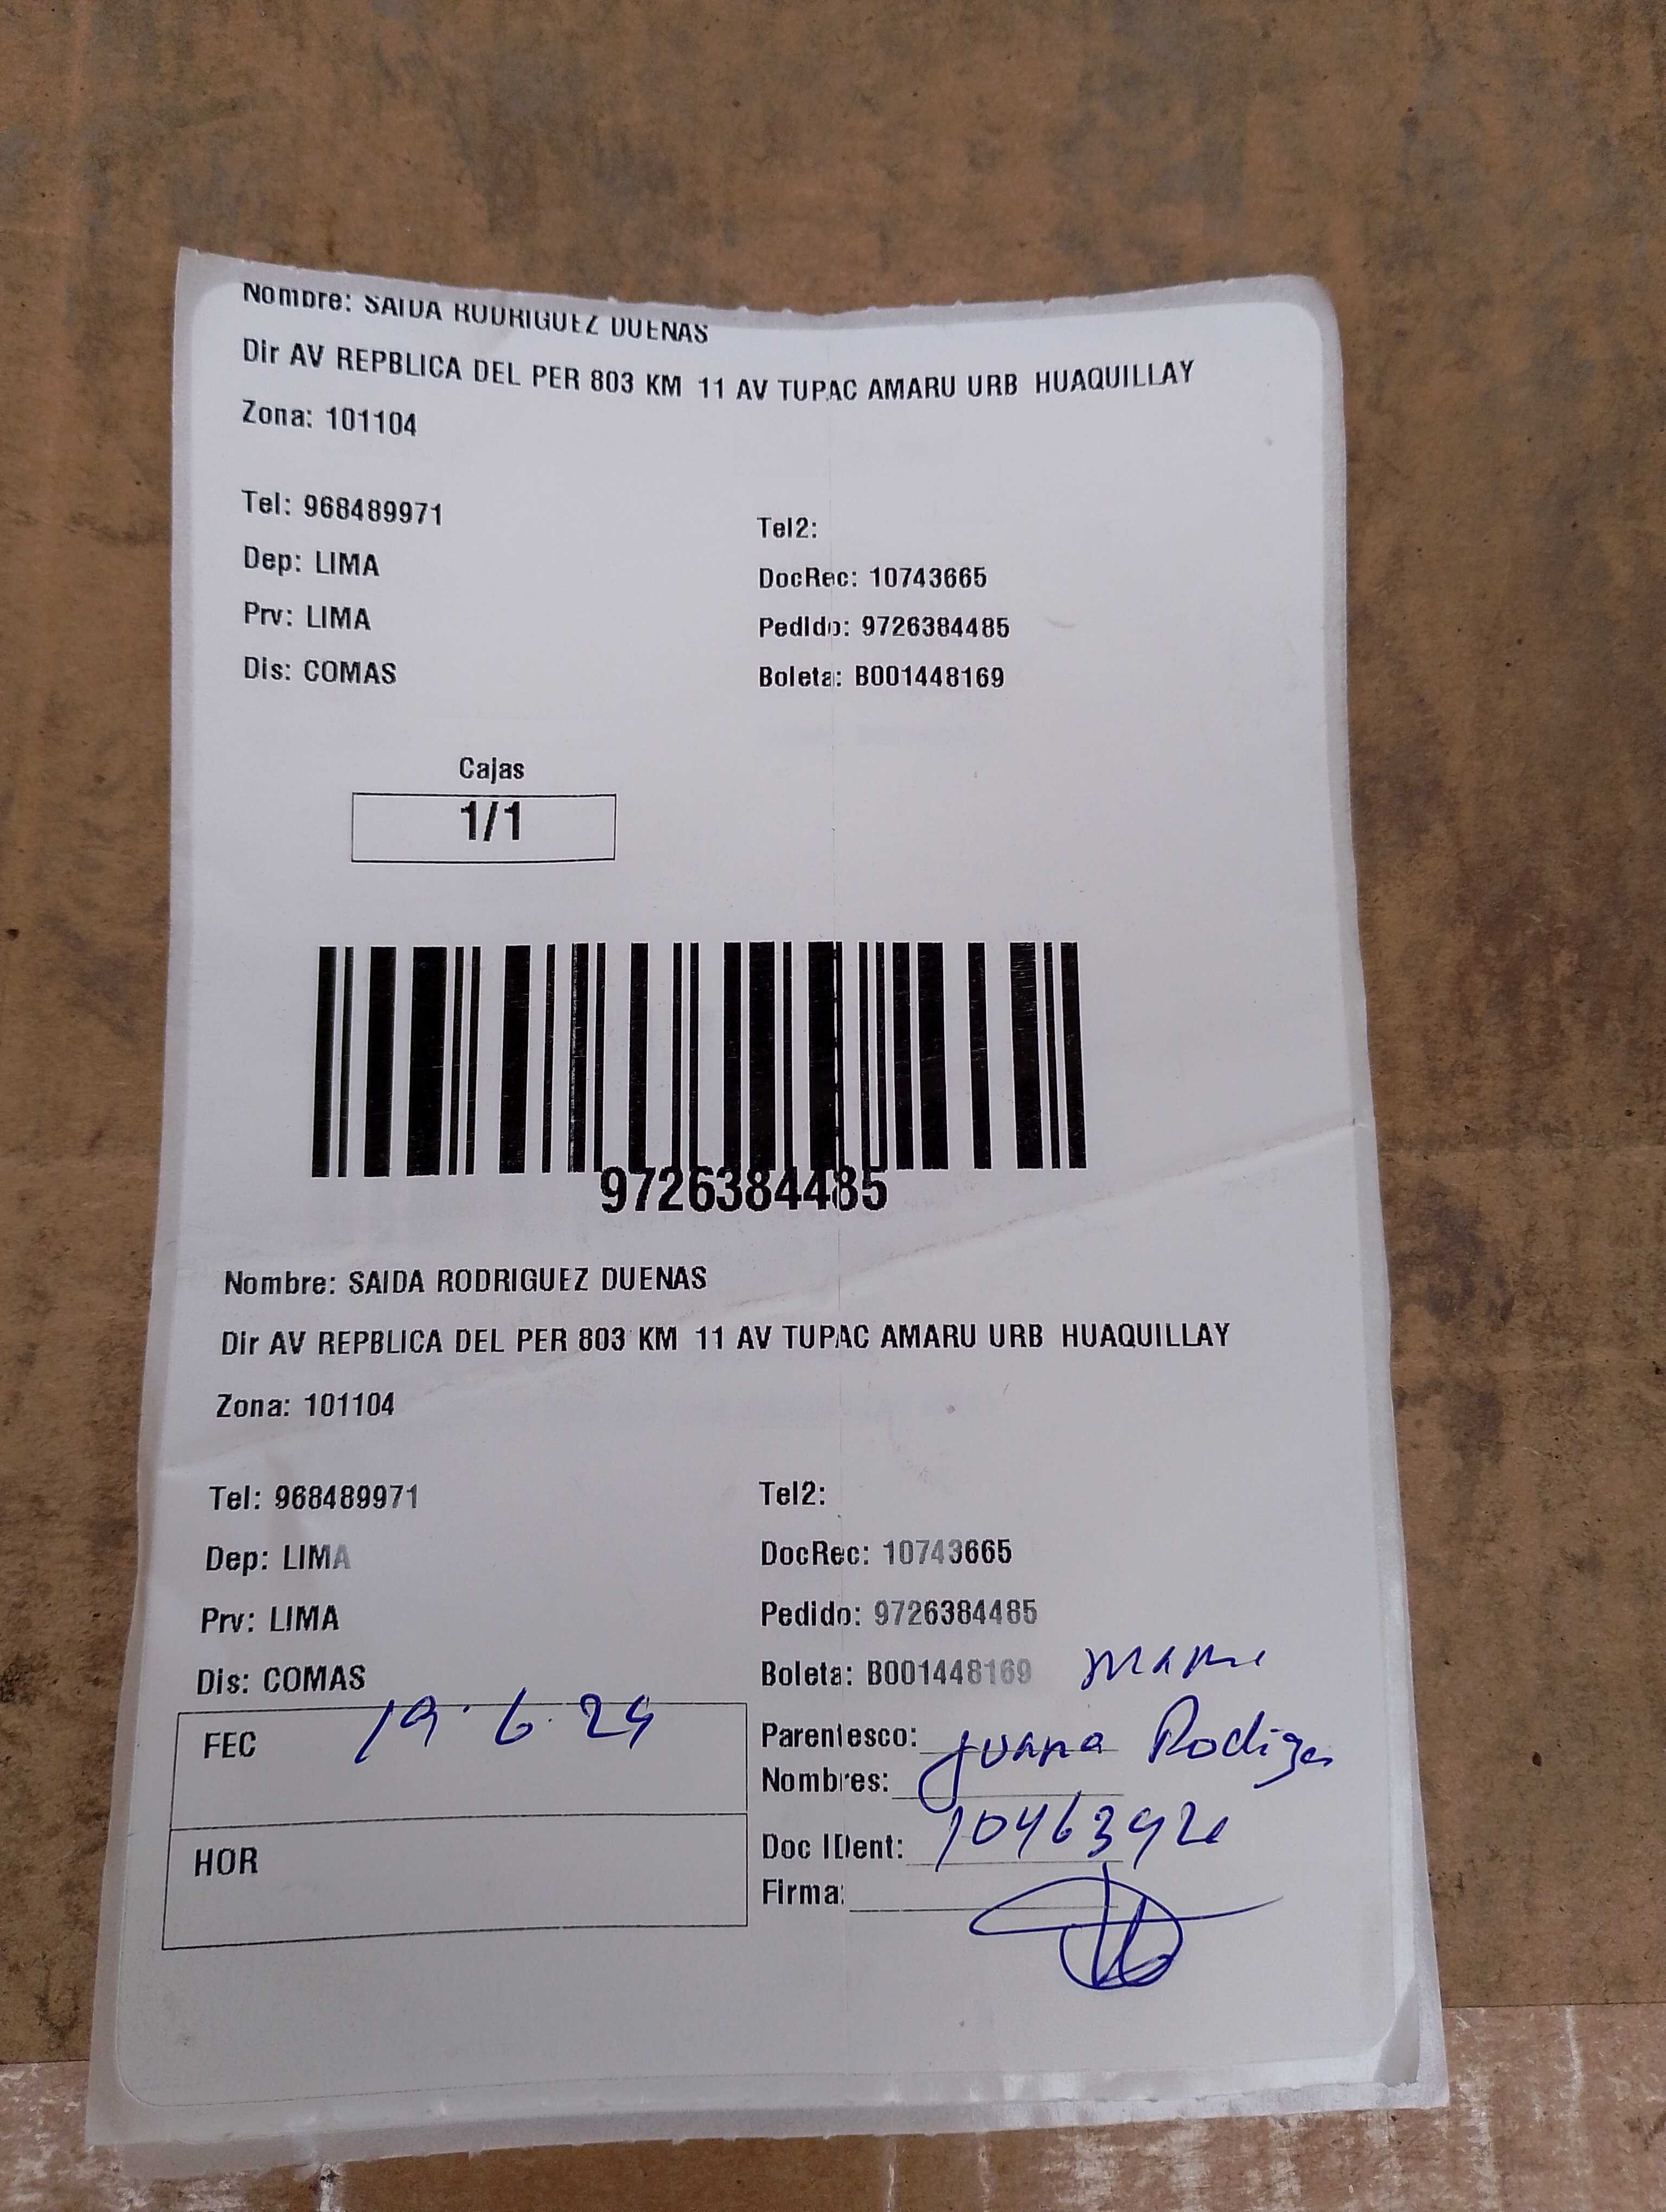 Nombre: SAIDA RODRIGUEZ DUENAS
Dir AV REPBLICA DEL PER 803 KM 11 AV TUPAC AMARU URB HUAQUILLAY
Zona: 101104
Tel: 968489971
Tel2:
Dep: LIMA
DocRec: 10743665
Prv: LIMA
Pedido: 9726384485
Dis: COMAS
Boleta: B001448169
Cajas
1/1
9726384485
Nombre: SAIDA RODRIGUEZ DUENAS
Dir AV REPBLICA DEL PER 803 KM 11 AV TUPAC AMARU URB HUAQUILLAY
Zona: 101104
Tel: 968489971
Tel2:
Dep: LIMA
DocRec: 10743665
Prv: LIMA
Pedido: 9726384485
Dis: COMAS
Boleta: B001448169
FEC 19.6.24
Parentesco:
Nombres: Juana
HOR
Doc IDent:
Firma: